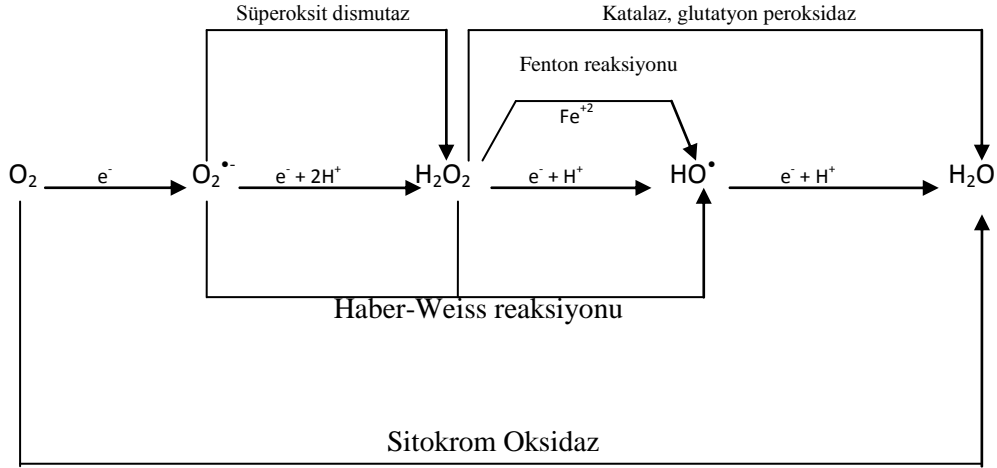 Süperoksit dismutaz
Katalaz, glutatyon peroksidaz
Fenton reaksiyonu
Fe⁺²
O₂ e⁻ O₂•⁻ e⁻ + 2H⁺ H₂O₂ e⁻ + H⁺ HO• e⁻ + H⁺ H₂O
Haber-Weiss reaksiyonu
Sitokrom Oksidaz